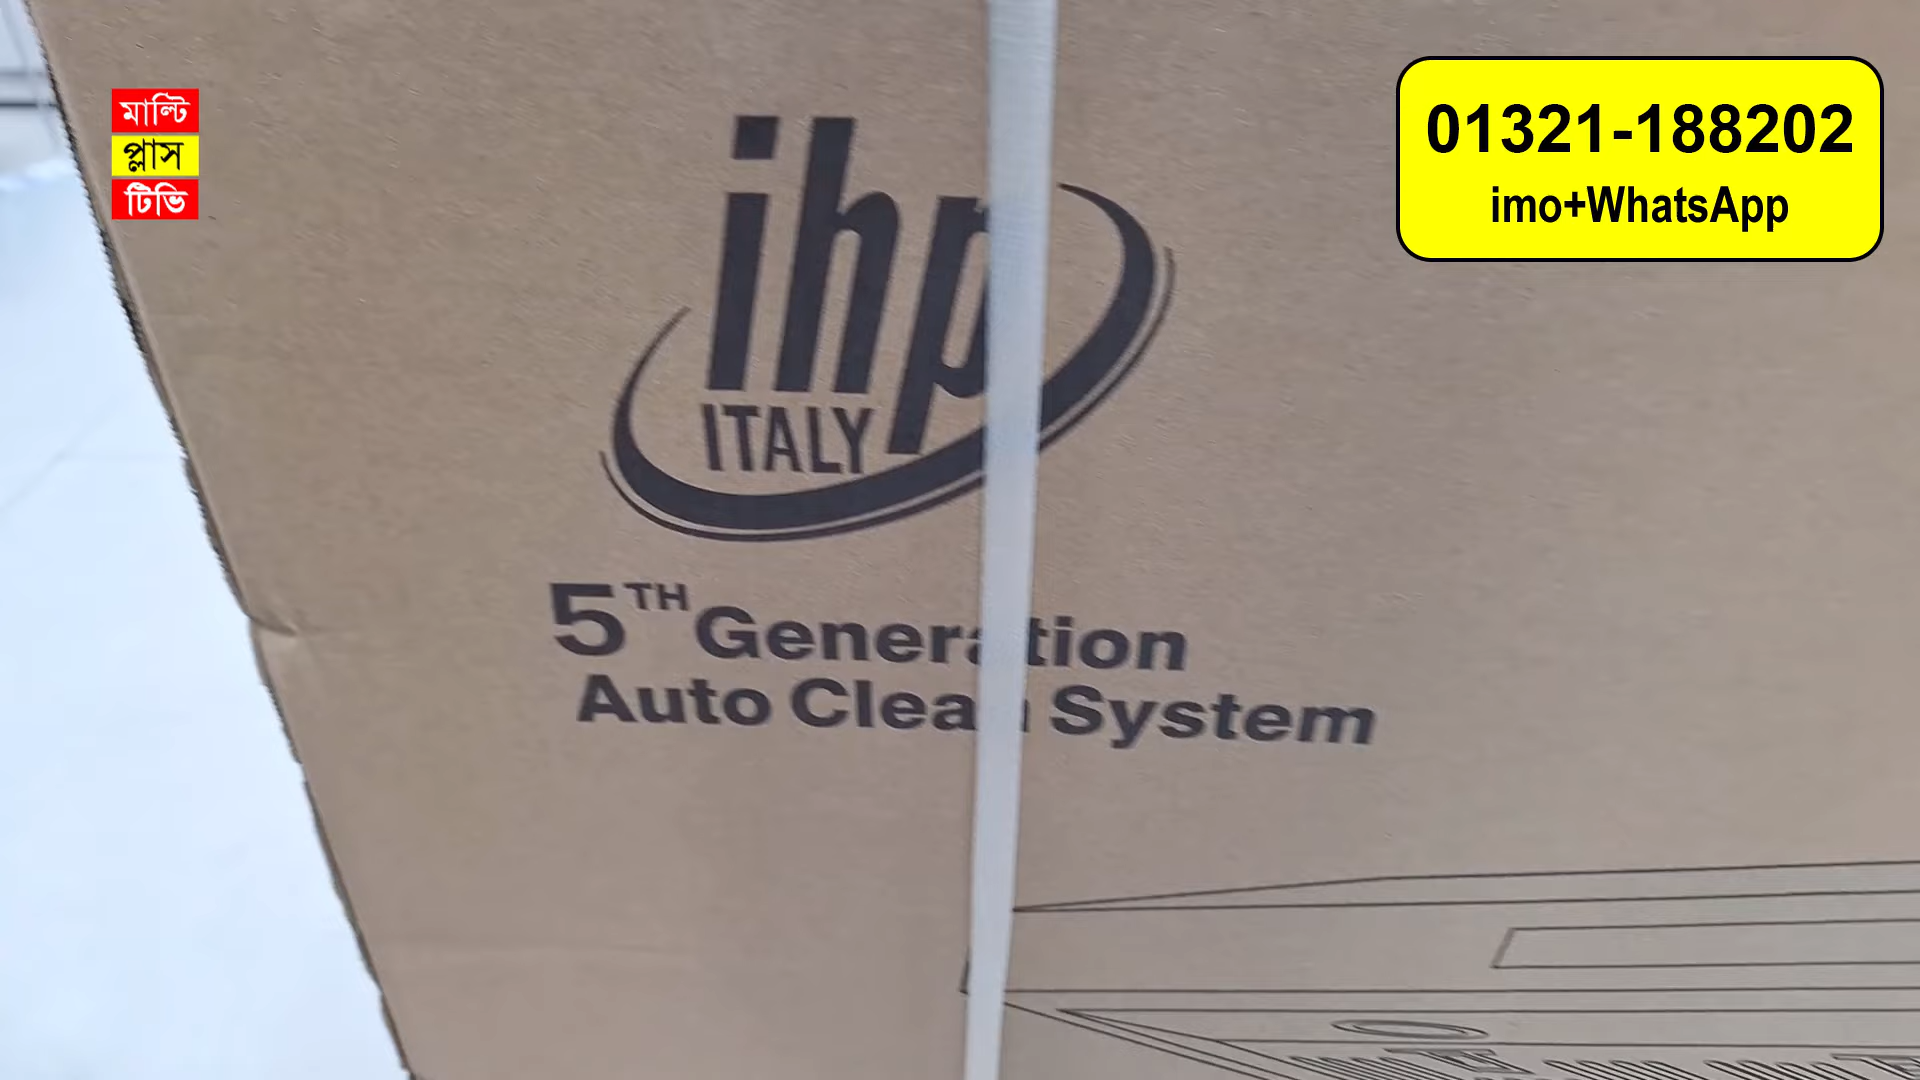 মাল্টি
প্লাস
টিভি
01321-188202
imo+WhatsApp
ihp
ITALY
5TH Generation
Auto Clean System